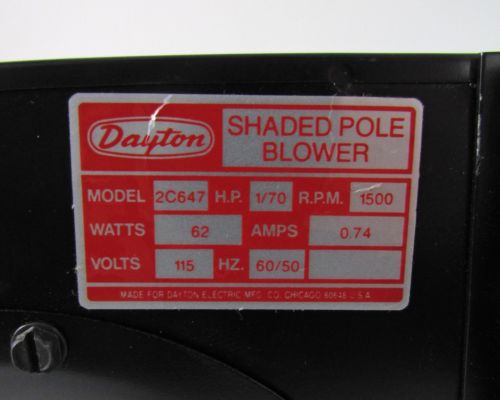 Dayton
SHADED POLE
BLOWER
MODEL 2C647 H.P. 1/70 R.P.M. 1500
WATTS 62 AMPS 0.74
VOLTS 115 HZ. 60/50
MADE FOR DAYTON ELECTRIC MFG. CO. CHICAGO 60648 U.S.A.